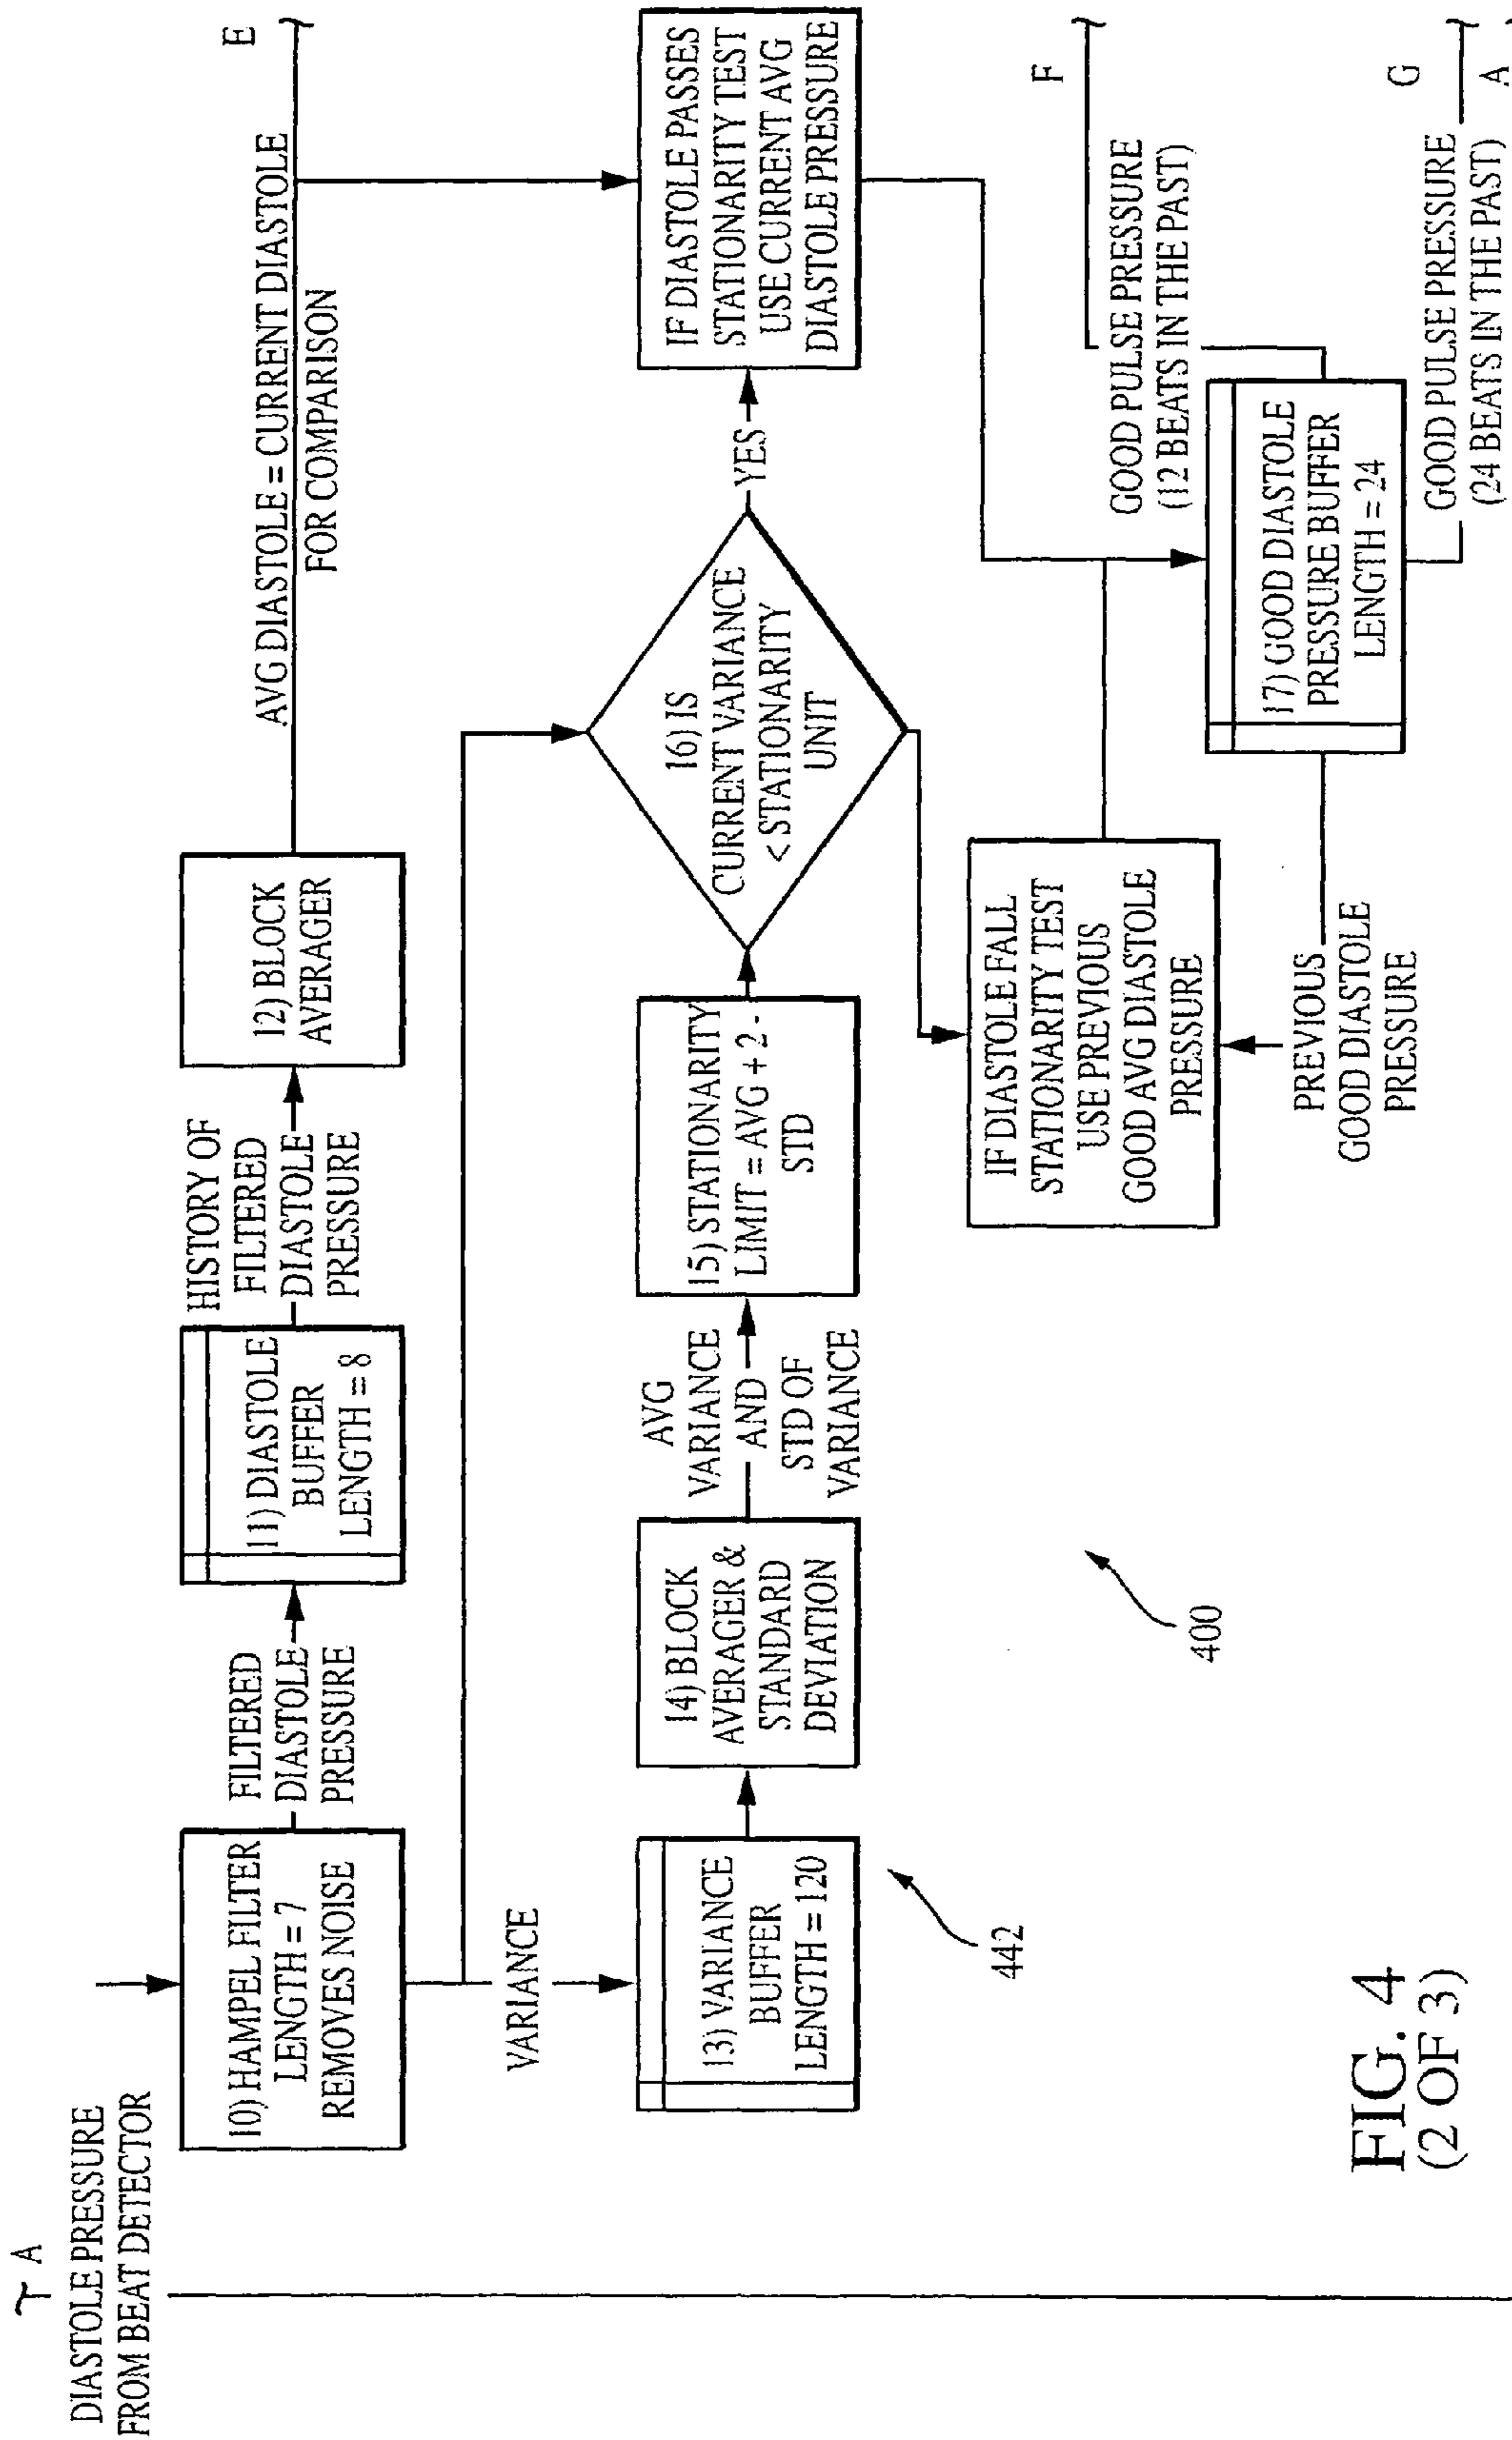 A
DIASTOLE PRESSURE
FROM BEAT DETECTOR
10) HAMPEL FILTER
LENGTH = 7
REMOVES NOISE
FILTERED
DIASTOLE
PRESSURE
11) DIASTOLE
BUFFER
LENGTH = 8
HISTORY OF
FILTERED
DIASTOLE
PRESSURE
12) BLOCK
AVERAGER
AVG DIASTOLE = CURRENT DIASTOLE
FOR COMPARISON
E
VARIANCE
13) VARIANCE
BUFFER
LENGTH = 120
442
14) BLOCK
AVERAGER &
STANDARD
DEVIATION
AVG
VARIANCE
AND
STD OF
VARIANCE
15) STATIONARITY
LIMIT = AVG + 2 -
STD
16) IS
CURRENT VARIANCE
< STATIONARITY
UNIT
YES
IF DIASTOLE PASSES
STATIONARITY TEST
USE CURRENT AVG
DIASTOLE PRESSURE
IF DIASTOLE FALL
STATIONARITY TEST
USE PREVIOUS
GOOD AVG DIASTOLE
PRESSURE
PREVIOUS
GOOD DIASTOLE
PRESSURE
17) GOOD DIASTOLE
PRESSURE BUFFER
LENGTH = 24
F
GOOD PULSE PRESSURE
(12 BEATS IN THE PAST)
G
GOOD PULSE PRESSURE
(24 BEATS IN THE PAST)
A
400
FIG. 4
(2 OF 3)